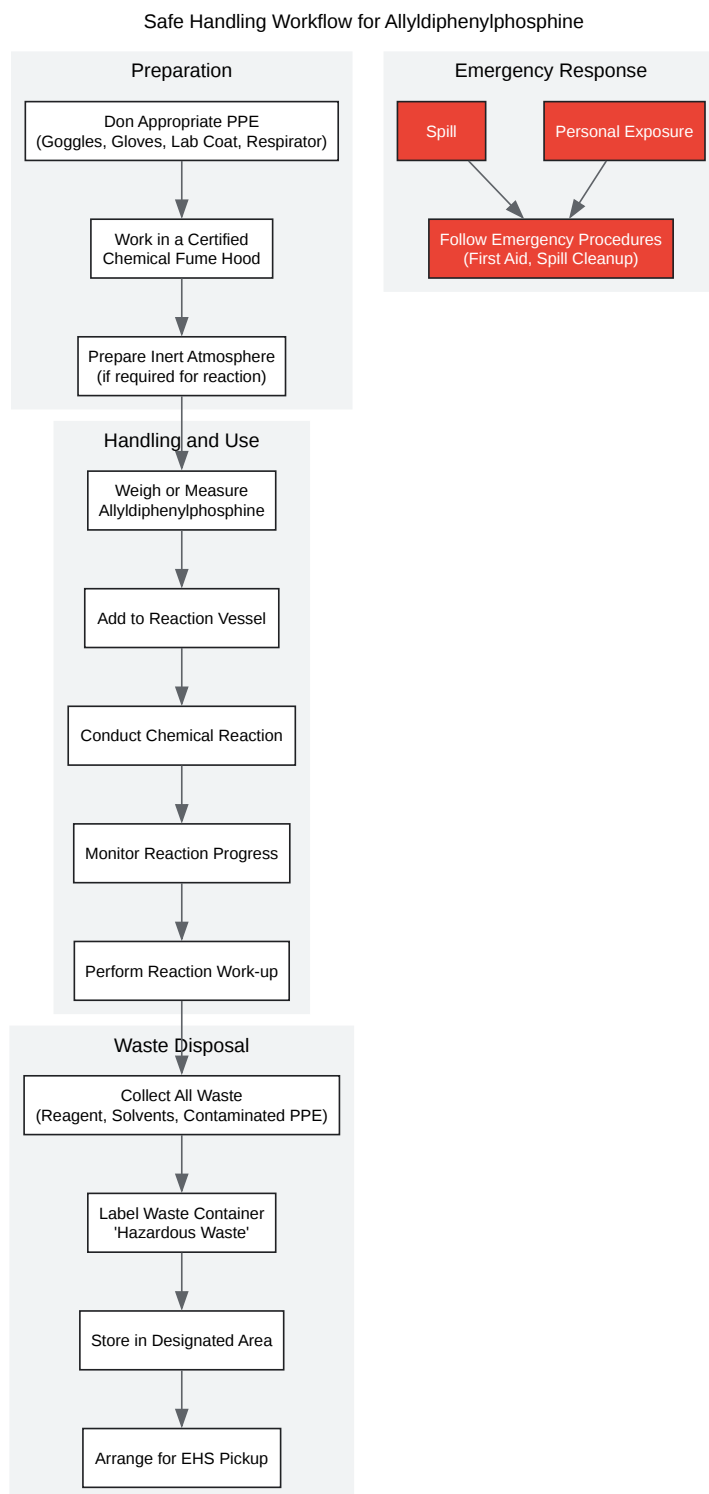 Safe Handling Workflow for Allyldiphenylphosphine
Preparation
Don Appropriate PPE
(Goggles, Gloves, Lab Coat, Respirator)
Work in a Certified
Chemical Fume Hood
Prepare Inert Atmosphere
(if required for reaction)
Handling and Use
Weigh or Measure
Allyldiphenylphosphine
Add to Reaction Vessel
Conduct Chemical Reaction
Monitor Reaction Progress
Perform Reaction Work-up
Waste Disposal
Collect All Waste
(Reagent, Solvents, Contaminated PPE)
Label Waste Container
'Hazardous Waste'
Store in Designated Area
Arrange for EHS Pickup
Emergency Response
Spill
Personal Exposure
Follow Emergency Procedures
(First Aid, Spill Cleanup)